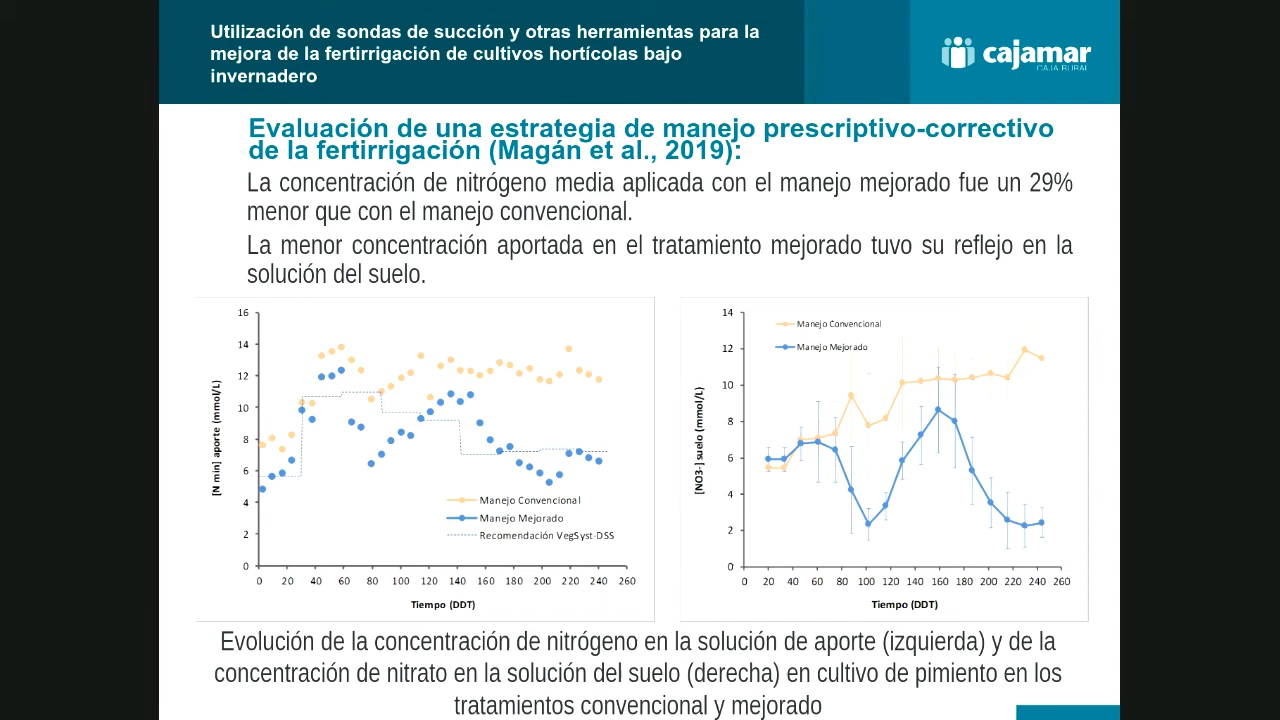 Utilización de sondas de succión y otras herramientas para la
mejora de la fertirrigación de cultivos hortícolas bajo
invernadero
cajamar
CAJA RURAL
Evaluación de una estrategia de manejo prescriptivo-correctivo
de la fertirrigación (Magán et al., 2019):
La concentración de nitrógeno media aplicada con el manejo mejorado fue un 29%
menor que con el manejo convencional.
La menor concentración aportada en el tratamiento mejorado tuvo su reflejo en la
solución del suelo.
[N min] aporte (mmol/L)
16
14
12
10
8
6
4
2
0
Manejo Convencional
Manejo Mejorado
Recomendación VegSyst-DSS
0 20 40 60 80 100 120 140 160 180 200 220 240 260
Tiempo (DDT)
[NO3-] suelo (mmol/L)
14
12
10
8
6
4
2
0
Manejo Convencional
Manejo Mejorado
0 20 40 60 80 100 120 140 160 180 200 220 240 260
Tiempo (DDT)
Evolución de la concentración de nitrógeno en la solución de aporte (izquierda) y de la
concentración de nitrato en la solución del suelo (derecha) en cultivo de pimiento en los
tratamientos convencional y mejorado